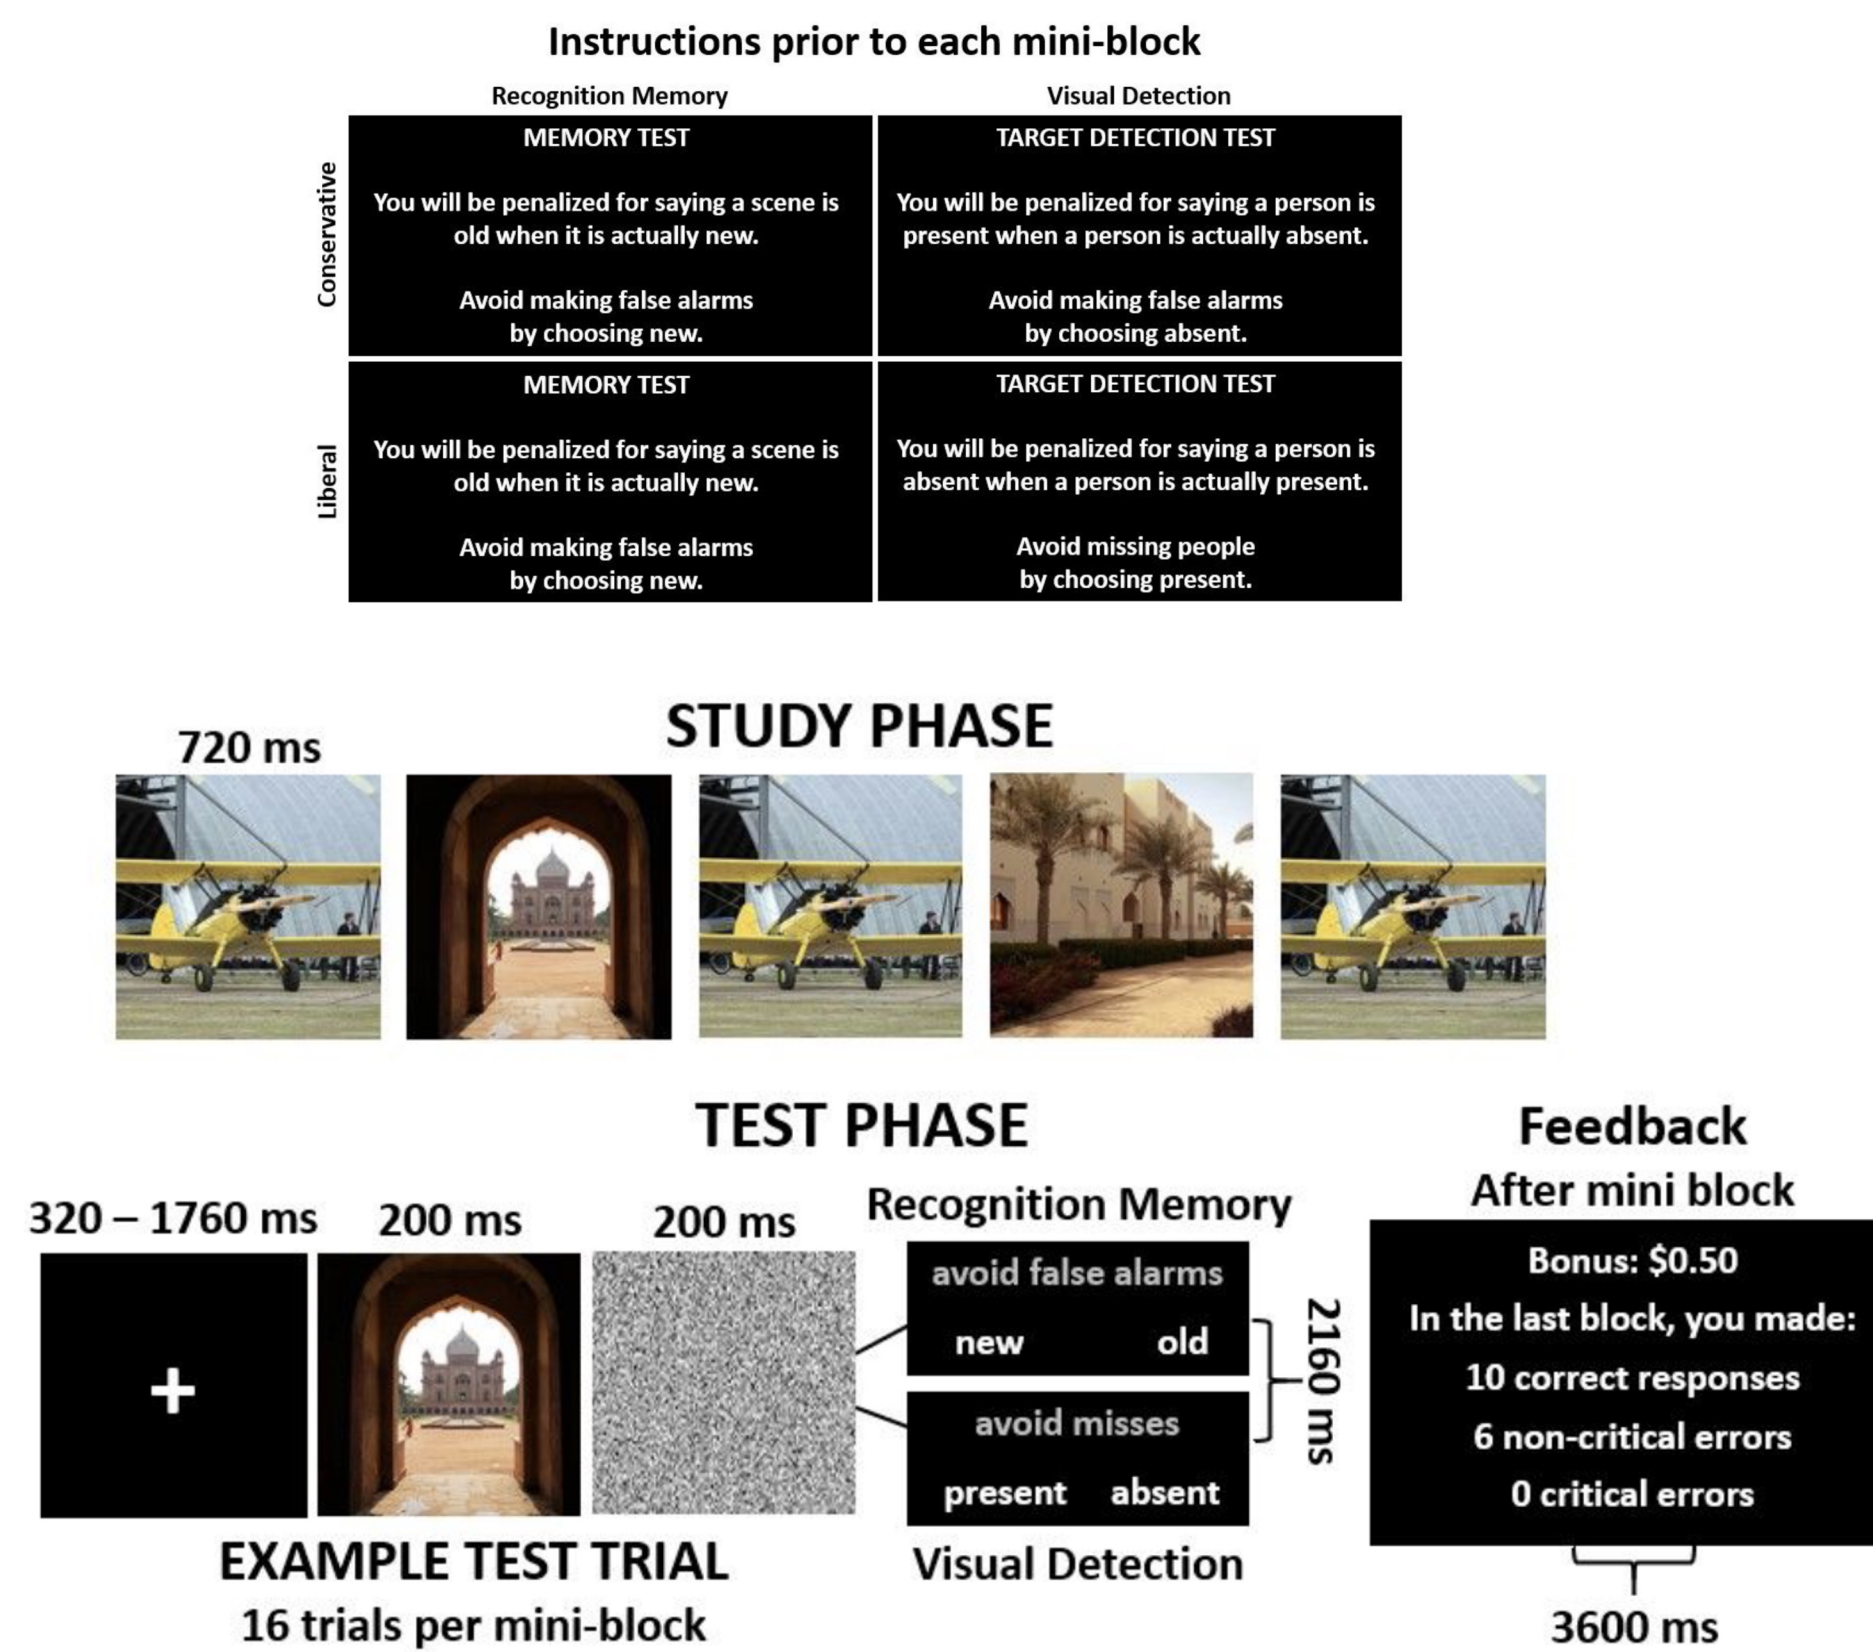 Instructions prior to each mini-block
Recognition Memory
Visual Detection
Conservative
MEMORY TEST
You will be penalized for saying a scene is
old when it is actually new.
Avoid making false alarms
by choosing new.
TARGET DETECTION TEST
You will be penalized for saying a person is
present when a person is actually absent.
Avoid making false alarms
by choosing absent.
Liberal
MEMORY TEST
You will be penalized for saying a scene is
old when it is actually new.
Avoid making false alarms
by choosing new.
TARGET DETECTION TEST
You will be penalized for saying a person is
absent when a person is actually present.
Avoid missing people
by choosing present.
STUDY PHASE
720 ms
TEST PHASE
320 – 1760 ms
200 ms
200 ms
Recognition Memory
avoid false alarms
new old
avoid misses
present absent
Visual Detection
2160 ms
EXAMPLE TEST TRIAL
16 trials per mini-block
Feedback
After mini block
Bonus: $0.50
In the last block, you made:
10 correct responses
6 non-critical errors
0 critical errors
3600 ms